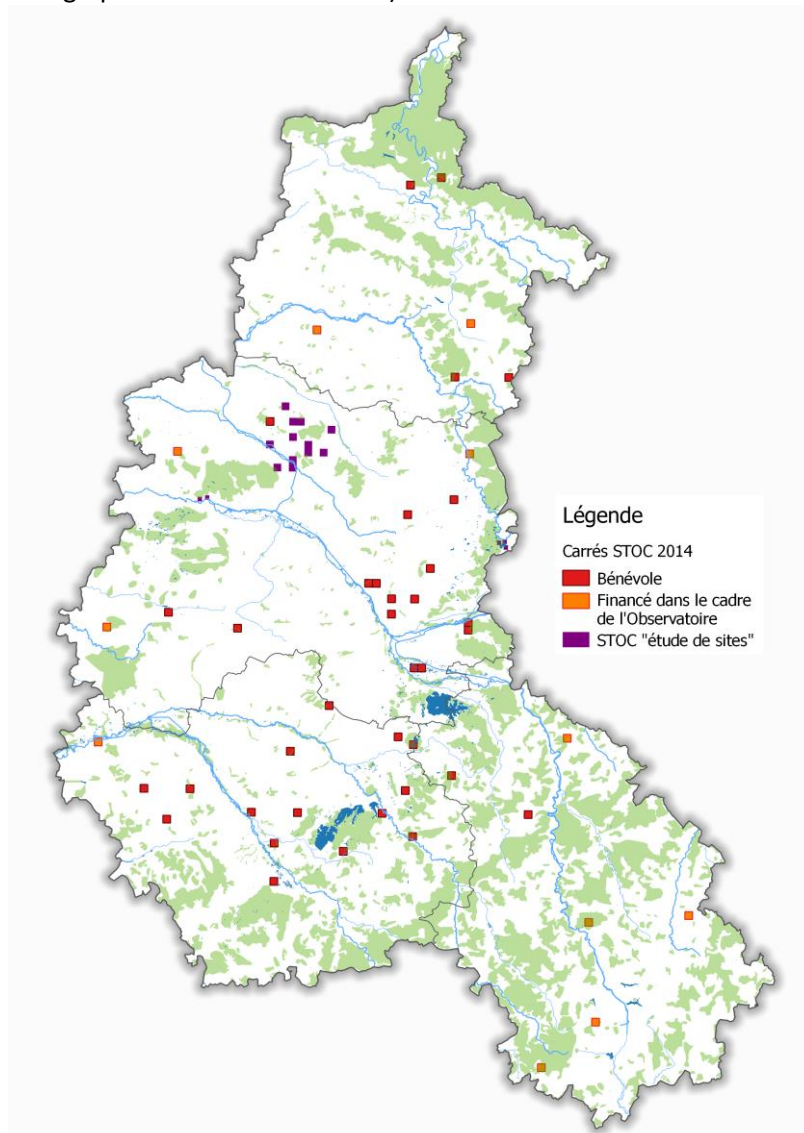 Légende
Carrés STOC 2014
Bénévole
Financé dans le cadre
de l'Observatoire
STOC "étude de sites"